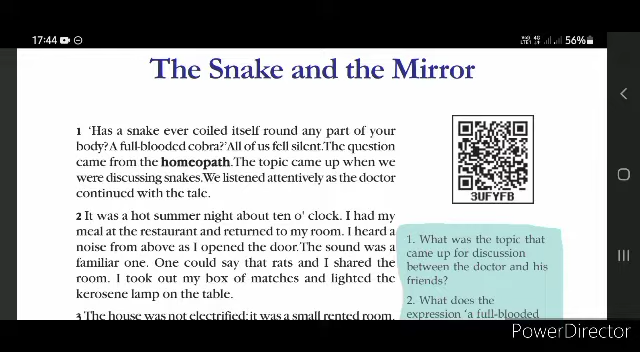 17:44
56%
The Snake and the Mirror
1 'Has a snake ever coiled itself round any part of your
body? A full-blooded cobra?'All of us fell silent.The question
came from the homeopath.The topic came up when we
were discussing snakes.We listened attentively as the doctor
continued with the tale.
2 It was a hot summer night about ten o' clock. I had my
meal at the restaurant and returned to my room. I heard a
noise from above as I opened the door. The sound was a
familiar one. One could say that rats and I shared the
room. I took out my box of matches and lighted the
kerosene lamp on the table.
3 The house was not electrified; it was a small rented room.
3UFYFB
1. What was the topic that
came up for discussion
between the doctor and his
friends?
2. What does the
expression 'a full-blooded
PowerDirector